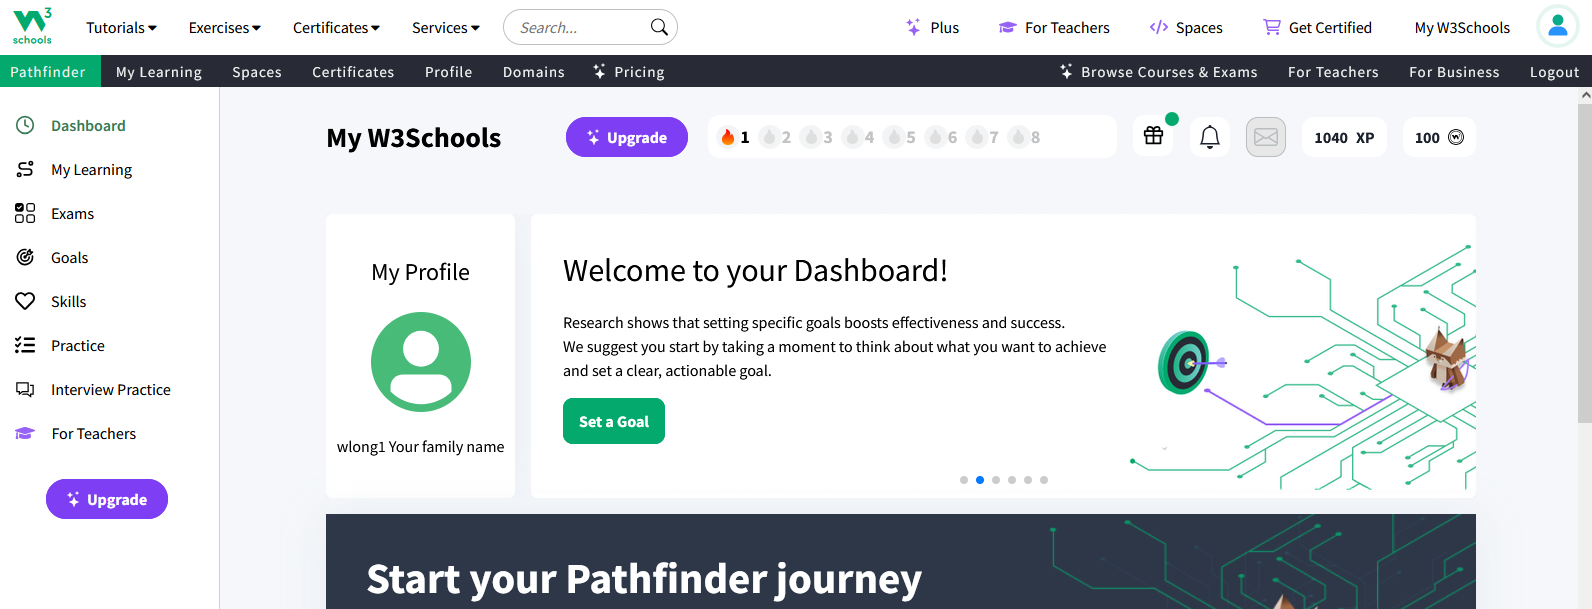 W3
schools
Tutorials
Exercises
Certificates
Services
Search...
Plus
For Teachers
Spaces
Get Certified
My W3Schools
Pathfinder
My Learning
Spaces
Certificates
Profile
Domains
Pricing
Browse Courses & Exams
For Teachers
For Business
Logout
Dashboard
My Learning
Exams
Goals
Skills
Practice
Interview Practice
For Teachers
Upgrade
My W3Schools
Upgrade
1 2 3 4 5 6 7 8
1040 XP
100
My Profile
wlong1 Your family name
Welcome to your Dashboard!
Research shows that setting specific goals boosts effectiveness and success.
We suggest you start by taking a moment to think about what you want to achieve
and set a clear, actionable goal.
Set a Goal
Start your Pathfinder journey